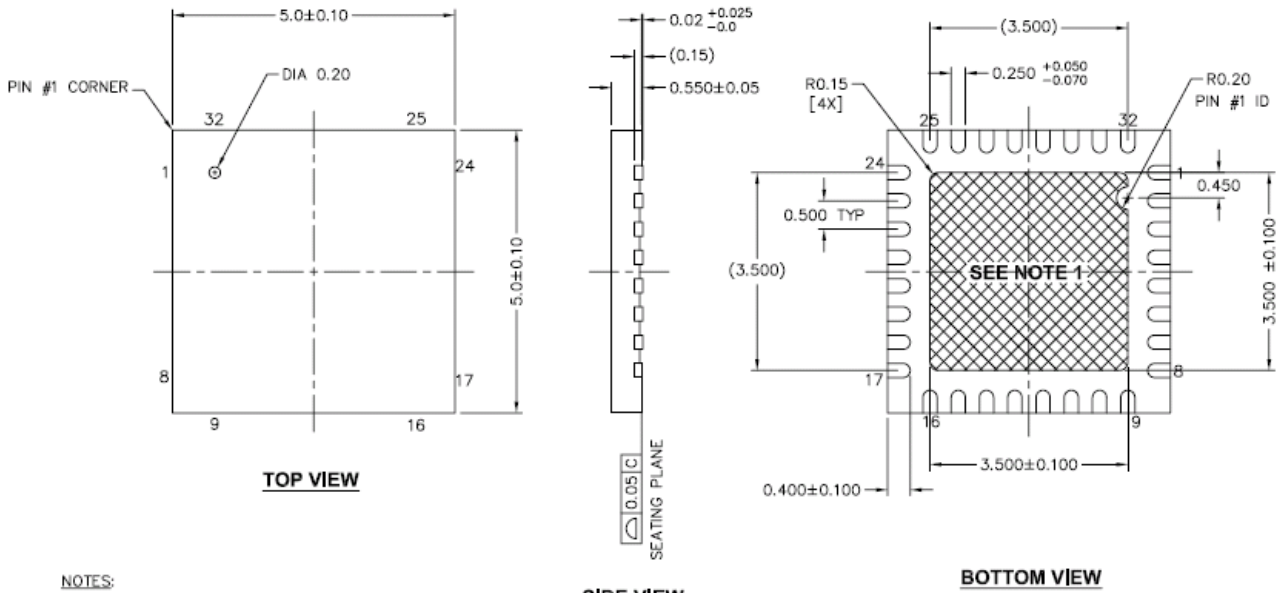 5.0±0.10
PIN #1 CORNER
DIA 0.20
32
25
1
24
5.0±0.10
8
17
9
16
TOP VIEW
0.02 +0.025 -0.0
(0.15)
0.550±0.05
0.05 C
SEATING PLANE
SIDE VIEW
(3.500)
0.250 +0.050 -0.070
R0.15
[4X]
R0.20
PIN #1 ID
25
32
24
1
0.450
0.500 TYP
(3.500)
SEE NOTE 1
3.500 ±0.100
17
8
16
9
3.500±0.100
0.400±0.100
BOTTOM VIEW
NOTES: